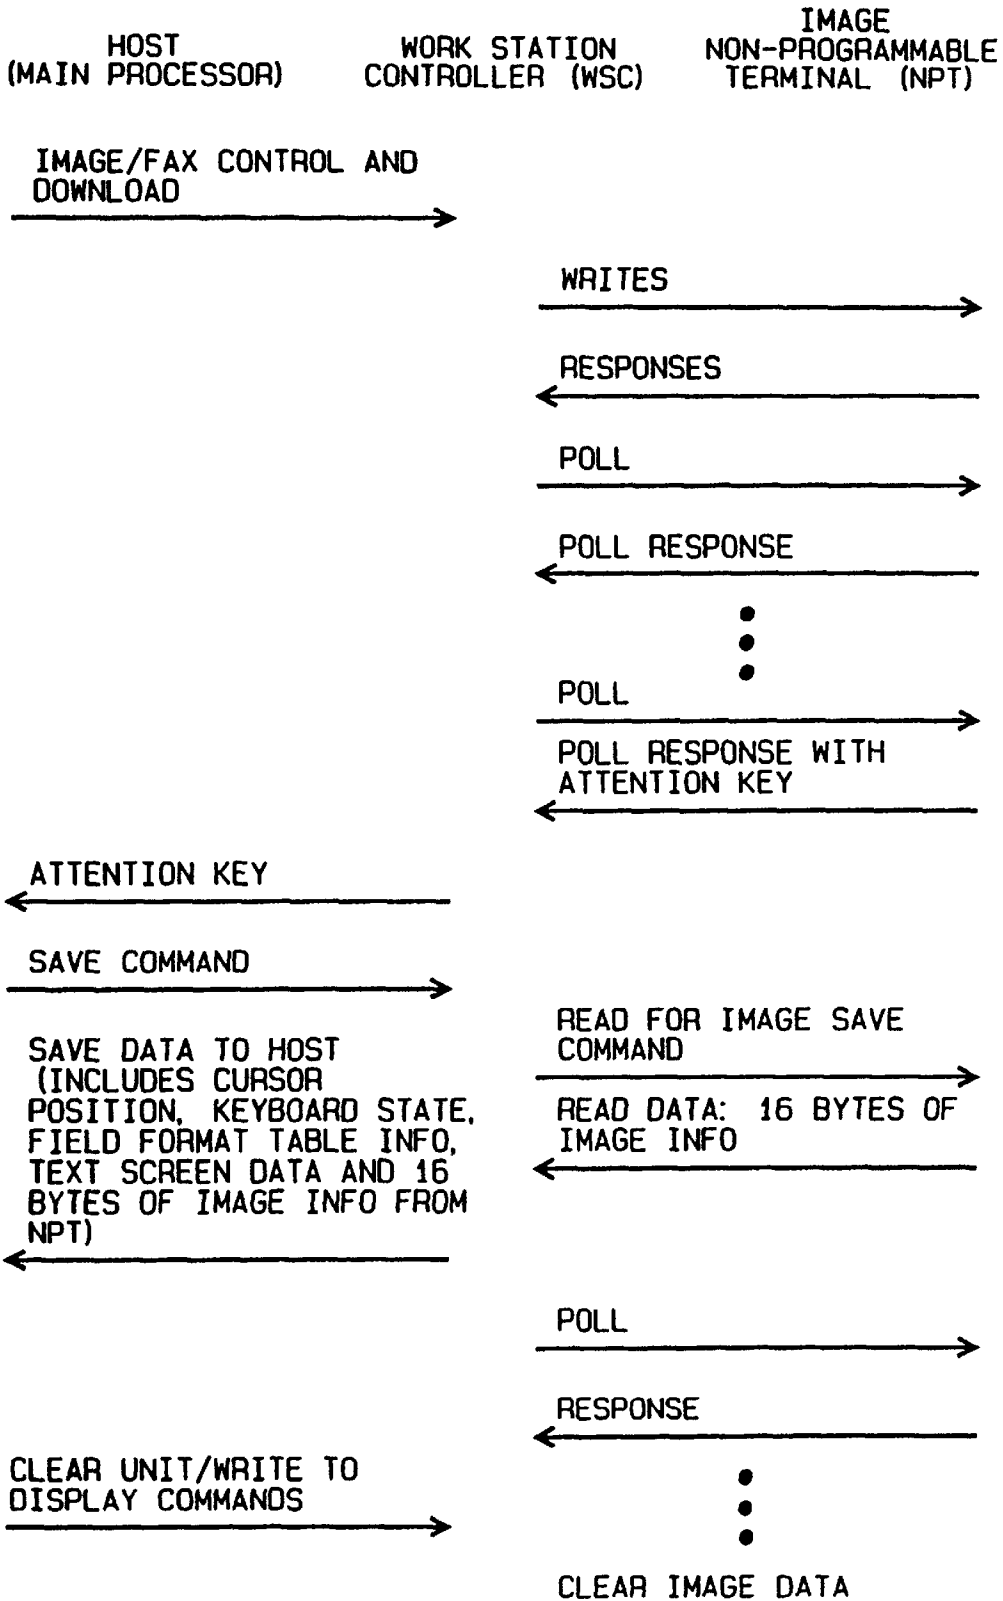 HOST
(MAIN PROCESSOR)
WORK STATION
CONTROLLER (WSC)
IMAGE
NON-PROGRAMMABLE
TERMINAL (NPT)
IMAGE/FAX CONTROL AND
DOWNLOAD
WRITES
RESPONSES
POLL
POLL RESPONSE
POLL
POLL RESPONSE WITH
ATTENTION KEY
ATTENTION KEY
SAVE COMMAND
READ FOR IMAGE SAVE
COMMAND
SAVE DATA TO HOST
(INCLUDES CURSOR
POSITION, KEYBOARD STATE,
FIELD FORMAT TABLE INFO,
TEXT SCREEN DATA AND 16
BYTES OF IMAGE INFO FROM
NPT)
READ DATA: 16 BYTES OF
IMAGE INFO
POLL
RESPONSE
CLEAR UNIT/WRITE TO
DISPLAY COMMANDS
CLEAR IMAGE DATA